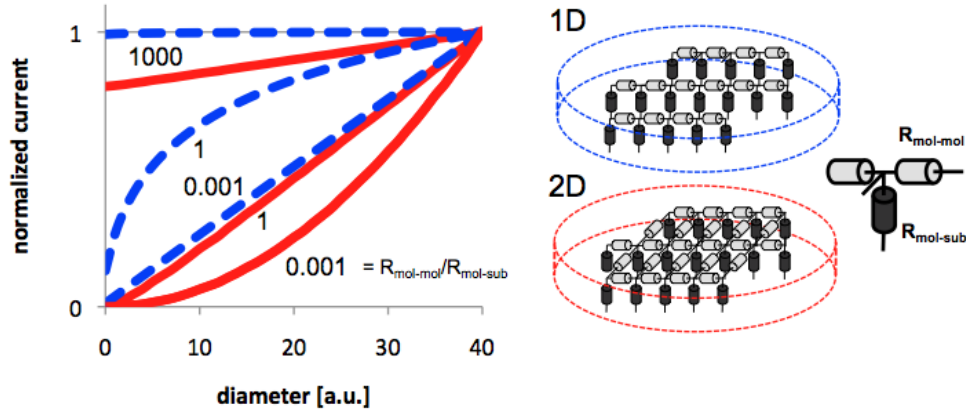 normalized current
1
0
1000
1
0.001
1
0.001 = Rmol-mol/Rmol-sub
0 10 20 30 40
diameter [a.u.]
1D
2D
Rmol-mol
Rmol-sub